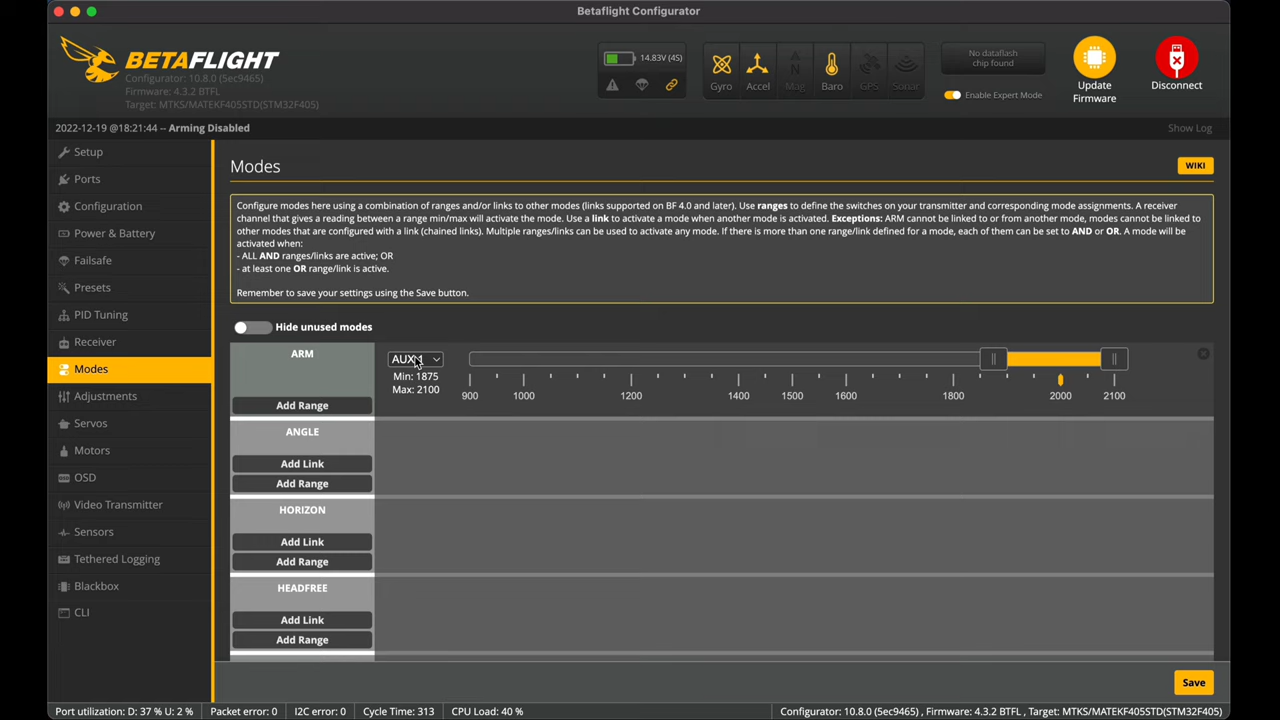 Betaflight Configurator
BETAFLIGHT
Configurator: 10.8.0 (5ec9465)
Firmware: 4.3.2 BTFL
Target: MTKS/MATEKF405STD(STM32F405)
14.83V (4S)
Gyro
Accel
Mag
Baro
GPS
Sonar
No dataflash
chip found
Enable Expert Mode
Update
Firmware
Disconnect
2022-12-19 @18:21:44 -- Arming Disabled
Show Log
Setup
Ports
Configuration
Power & Battery
Failsafe
Presets
PID Tuning
Receiver
Modes
Adjustments
Servos
Motors
OSD
Video Transmitter
Sensors
Tethered Logging
Blackbox
CLI
Modes
WIKI
Configure modes here using a combination of ranges and/or links to other modes (links supported on BF 4.0 and later). Use ranges to define the switches on your transmitter and corresponding mode assignments. A receiver
channel that gives a reading between a range min/max will activate the mode. Use a link to activate a mode when another mode is activated. Exceptions: ARM cannot be linked to or from another mode, modes cannot be linked to
other modes that are configured with a link (chained links). Multiple ranges/links can be used to activate any mode. If there is more than one range/link defined for a mode, each of them can be set to AND or OR. A mode will be
activated when:
- ALL AND ranges/links are active; OR
- at least one OR range/link is active.
Remember to save your settings using the Save button.
Hide unused modes
ARM
Add Range
AUX 1
Min: 1875
Max: 2100
900 1000 1200 1400 1500 1600 1800 2000 2100
ANGLE
Add Link
Add Range
HORIZON
Add Link
Add Range
HEADFREE
Add Link
Add Range
Save
Port utilization: D: 37 % U: 2 %
Packet error: 0
I2C error: 0
Cycle Time: 313
CPU Load: 40 %
Configurator: 10.8.0 (5ec9465) , Firmware: 4.3.2 BTFL , Target: MTKS/MATEKF405STD(STM32F405)